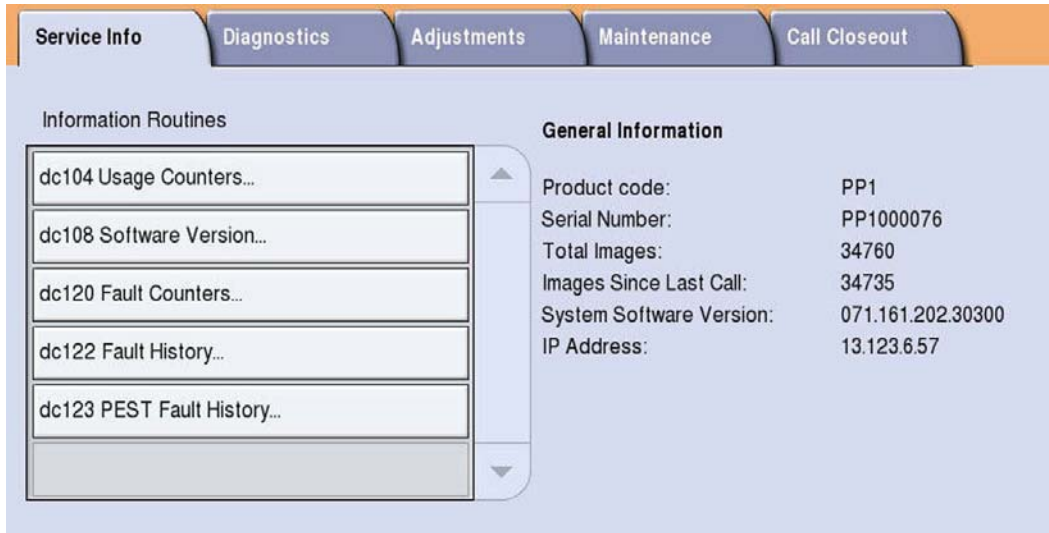 Service Info
Diagnostics
Adjustments
Maintenance
Call Closeout
Information Routines
dc104 Usage Counters...
dc108 Software Version...
dc120 Fault Counters...
dc122 Fault History...
dc123 PEST Fault History...
General Information
Product code: PP1
Serial Number: PP1000076
Total Images: 34760
Images Since Last Call: 34735
System Software Version: 071.161.202.30300
IP Address: 13.123.6.57